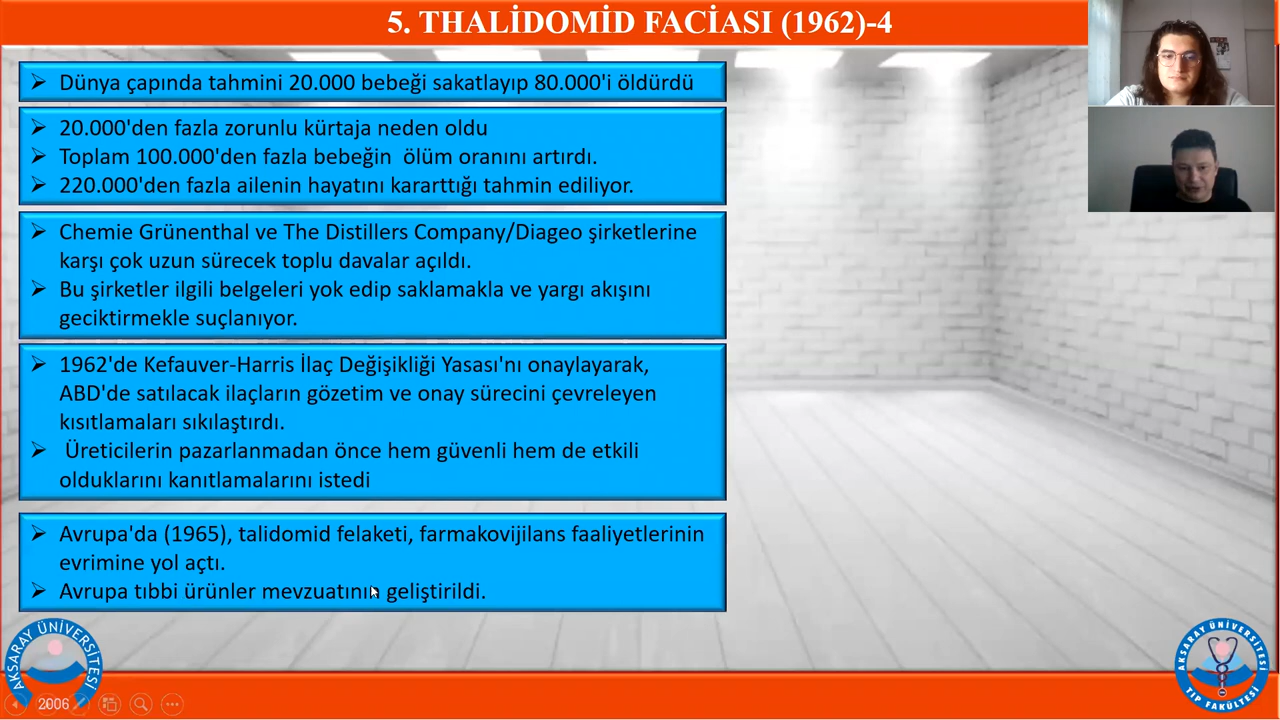 5. THALİDOMİD FACİASI (1962)-4
Dünya çapında tahmini 20.000 bebeği sakatlayıp 80.000'i öldürdü
20.000'den fazla zorunlu kürtaja neden oldu
Toplam 100.000'den fazla bebeğin ölüm oranını artırdı.
220.000'den fazla ailenin hayatını kararttığı tahmin ediliyor.
Chemie Grünenthal ve The Distillers Company/Diageo şirketlerine
karşı çok uzun sürecek toplu davalar açıldı.
Bu şirketler ilgili belgeleri yok edip saklamakla ve yargı akışını
geciktirmekle suçlanıyor.
1962'de Kefauver-Harris İlaç Değişikliği Yasası'nı onaylayarak,
ABD'de satılacak ilaçların gözetim ve onay sürecini çevreleyen
kısıtlamaları sıkılaştırdı.
Üreticilerin pazarlanmadan önce hem güvenli hem de etkili
olduklarını kanıtlamalarını istedi
Avrupa'da (1965), talidomid felaketi, farmakovijilans faaliyetlerinin
evrimine yol açtı.
Avrupa tıbbi ürünler mevzuatının geliştirildi.
AKSARAY ÜNİVERSİTESİ
2006
AKSARAY ÜNİVERSİTESİ
TIP FAKÜLTESİ